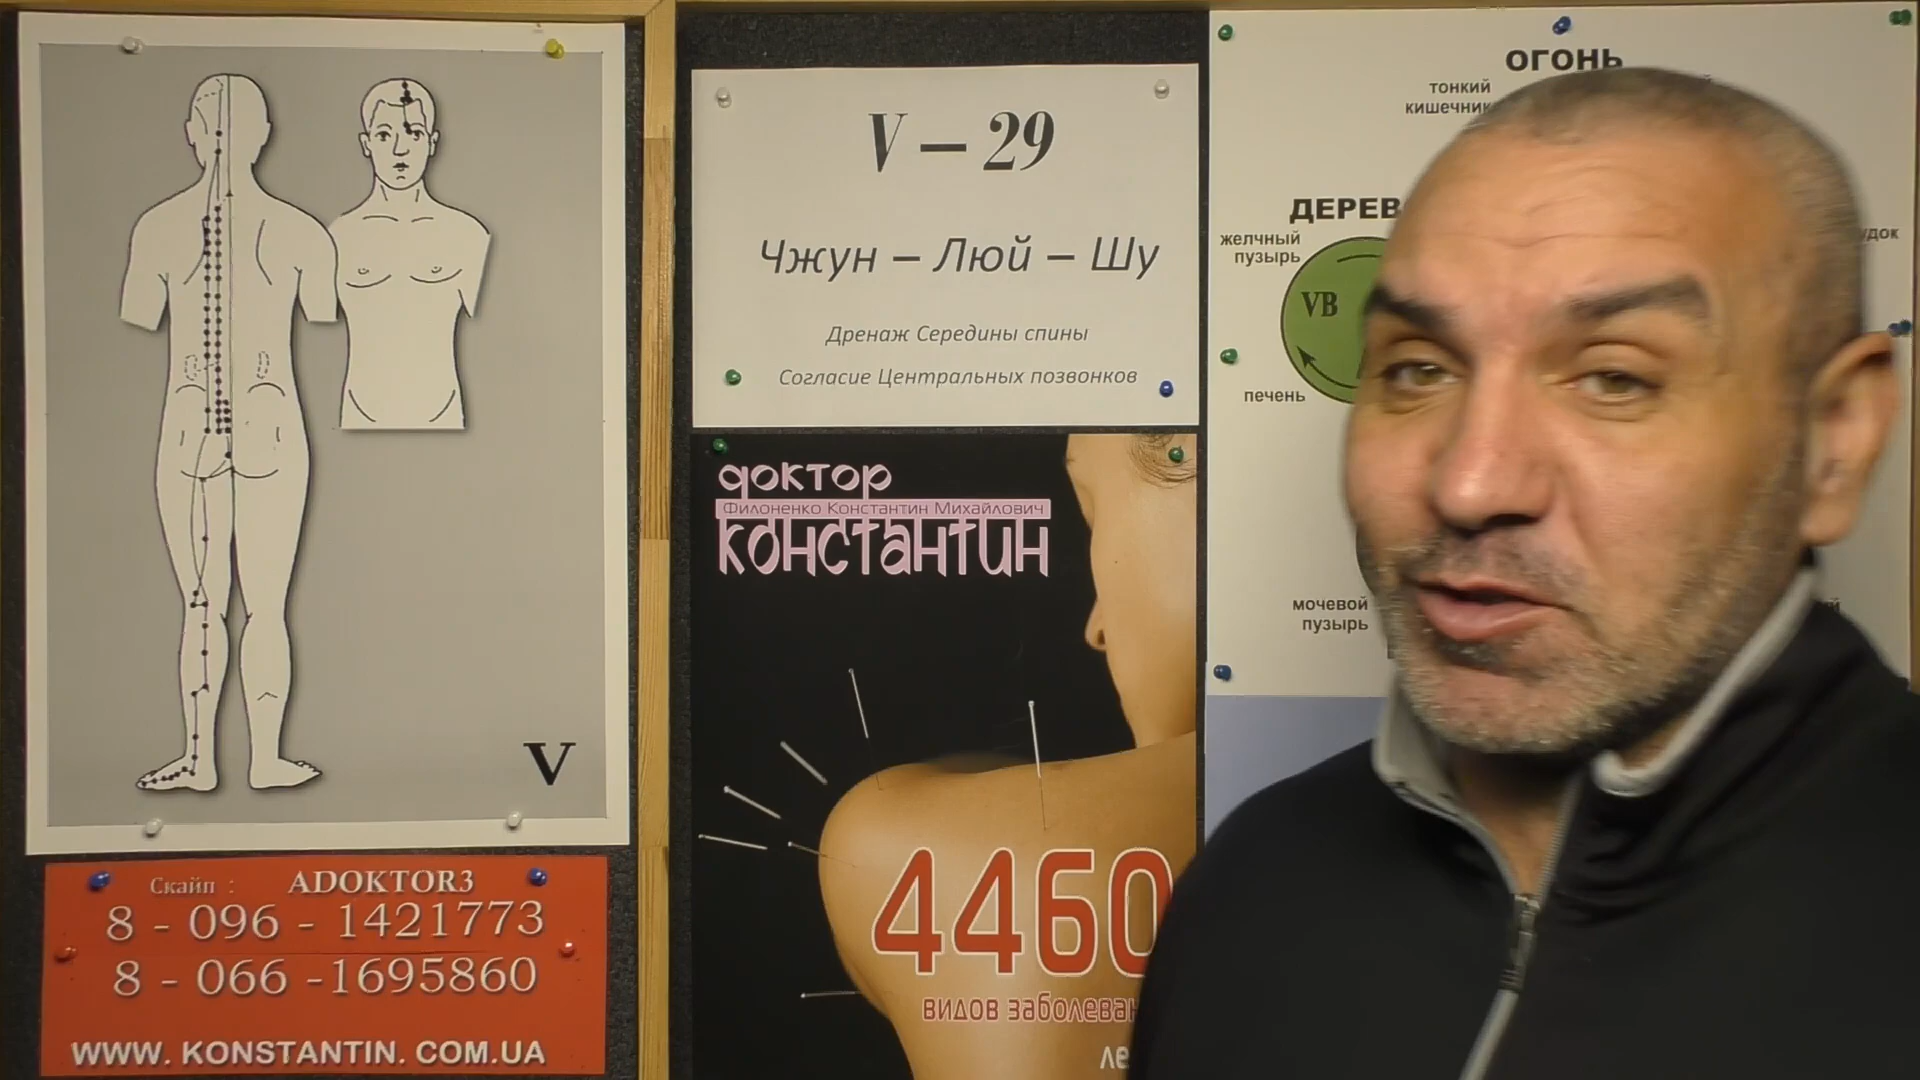 V
Скайп : ADOKTOR3
8 - 096 - 1421773
8 - 066 -1695860
WWW. KONSTANTIN. COM.UA
V – 29
Чжун – Люй – Шу
Дренаж Середины спины
Согласие Центральных позвонков
доктор
Филоненко Константин Михайлович
константин
4460
видов заболеван
ле
ОГОНЬ
тонкий
кишечник
ДЕРЕВ
желчный
пузырь
VB
печень
мочевой
пузырь